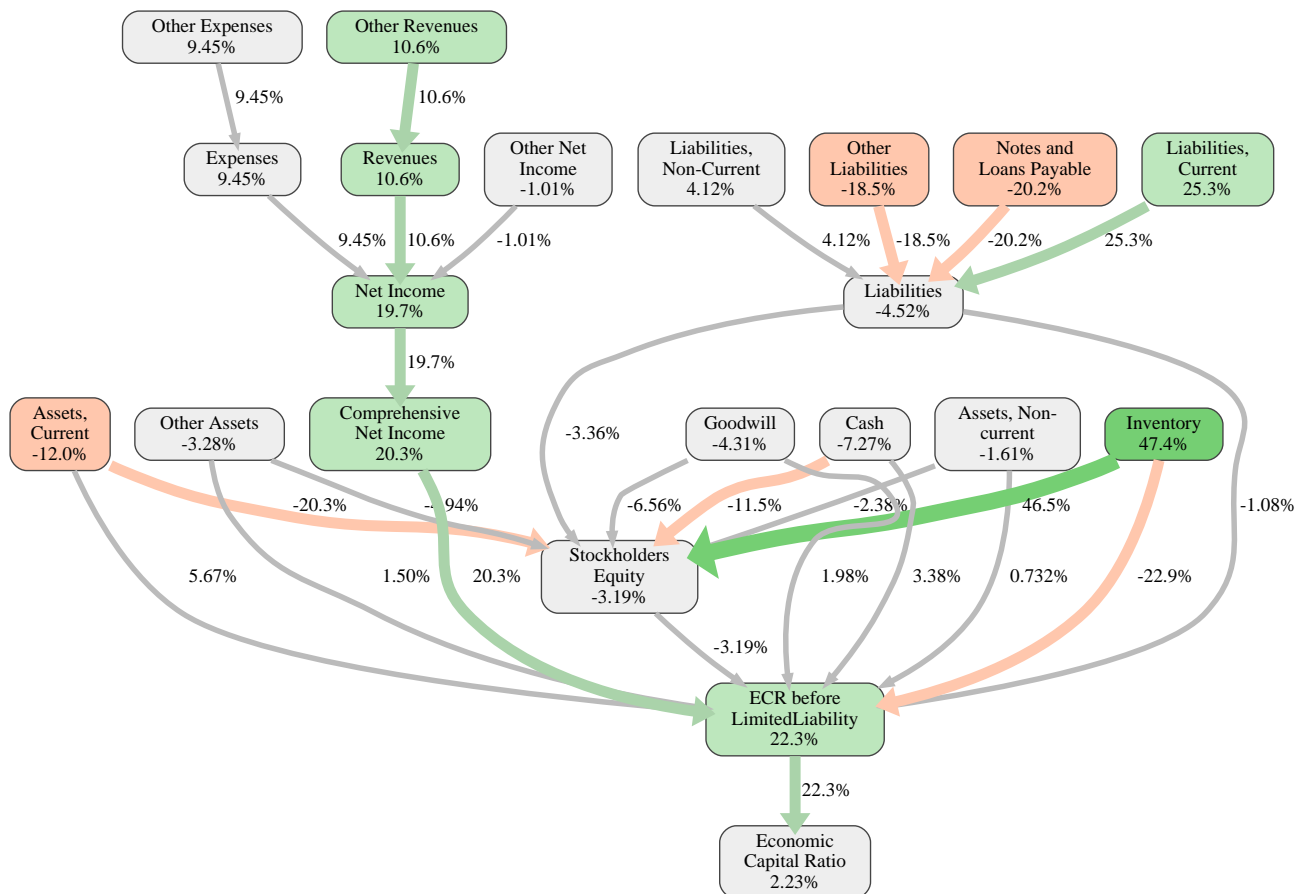 Other Expenses
9.45%
Other Revenues
10.6%
9.45%
10.6%
Expenses
9.45%
Revenues
10.6%
Other Net
Income
-1.01%
Liabilities,
Non-Current
4.12%
Other
Liabilities
-18.5%
Notes and
Loans Payable
-20.2%
Liabilities,
Current
25.3%
9.45%
10.6%
-1.01%
4.12%
-18.5%
-20.2%
25.3%
Net Income
19.7%
Liabilities
-4.52%
19.7%
Assets,
Current
-12.0%
Other Assets
-3.28%
Comprehensive
Net Income
20.3%
-3.36%
Goodwill
-4.31%
Cash
-7.27%
Assets, Non-
current
-1.61%
Inventory
47.4%
-20.3%
-4.94%
-6.56%
-11.5%
-2.38%
46.5%
-1.08%
Stockholders
Equity
-3.19%
5.67%
1.50%
20.3%
1.98%
3.38%
0.732%
-22.9%
-3.19%
ECR before
LimitedLiability
22.3%
22.3%
Economic
Capital Ratio
2.23%